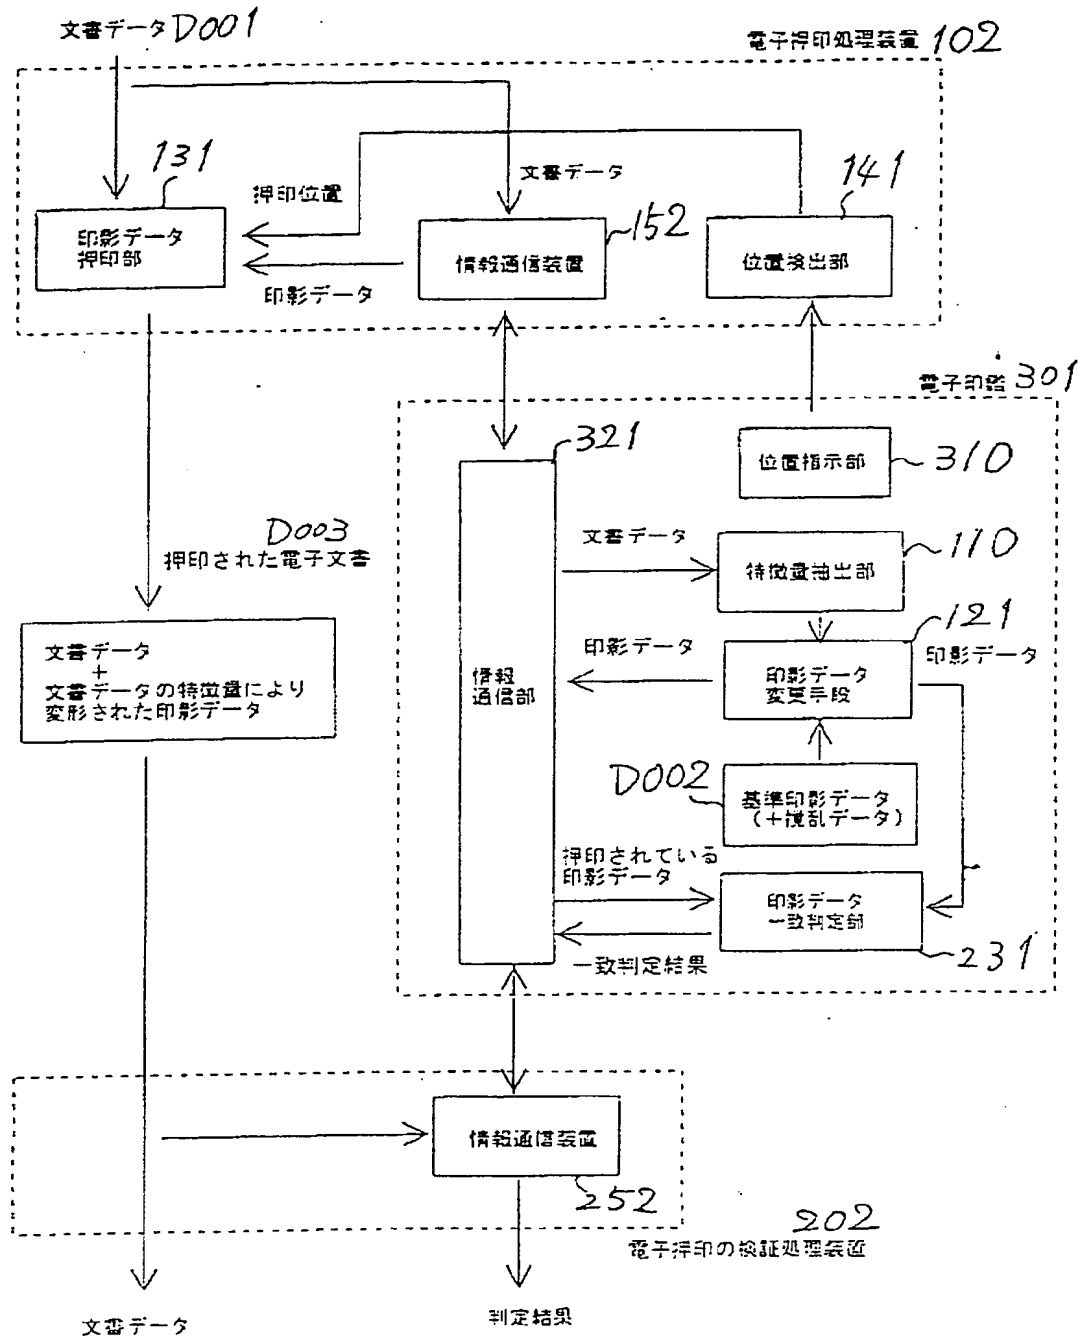 文書データD001
電子押印処理装置 102
131
141
文書データ
押印位置
152
印影データ
押印部
情報通信装置
位置検出部
印影データ
電子印鑑 301
321
位置指示部
310
D003
押印された電子文書
文書データ
110
特徴量抽出部
121
印影データ
印影データ
文書データ
+
文書データの特徴量により
変形された印影データ
情報
通信部
印影データ
変更手段
D002
基準印影データ
(+撹乱データ)
押印されている
印影データ
印影データ
一致判定部
一致判定結果
231
情報通信装置
252
202
電子押印の検証処理装置
文書データ
判定結果